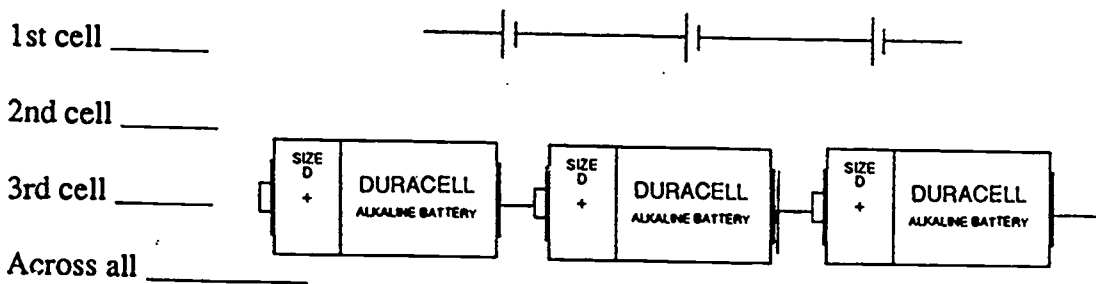 1st cell ______
2nd cell ______
3rd cell ______
Across all __________
SIZE
D
+
DURACELL
ALKALINE BATTERY
SIZE
D
+
DURACELL
ALKALINE BATTERY
SIZE
D
+
DURACELL
ALKALINE BATTERY